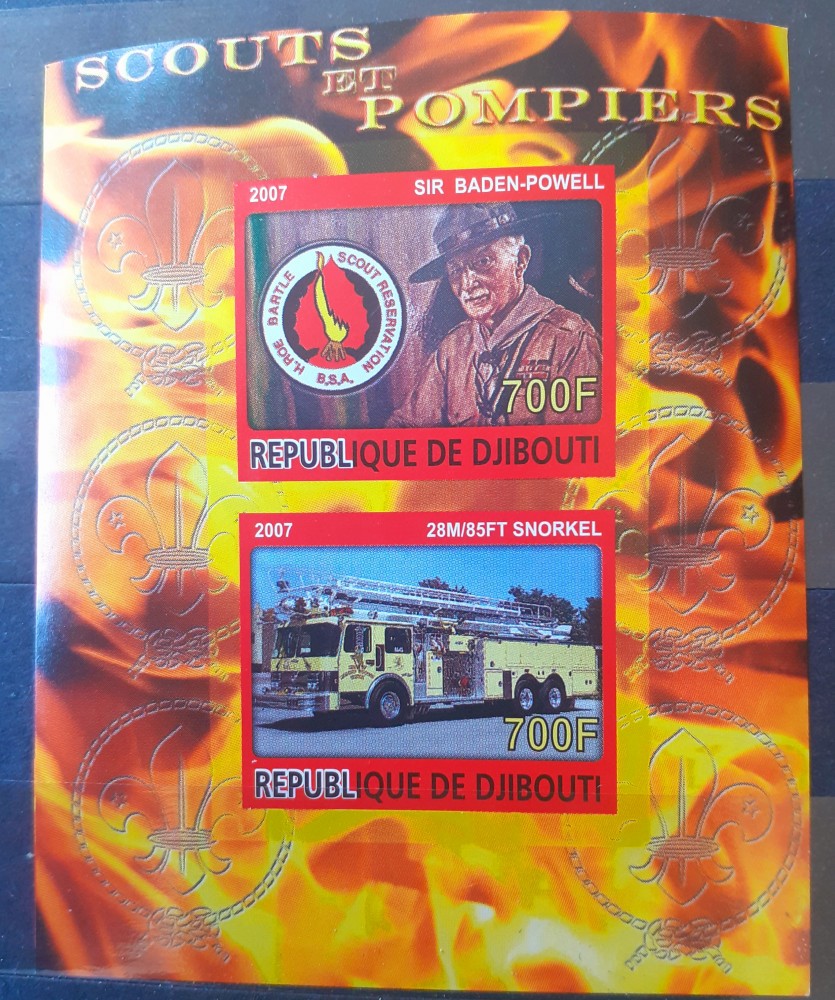 SCOUTS
ET
POMPIERS
2007 SIR BADEN-POWELL
H. ROE BARTLE SCOUT RESERVATION
B.S.A.
700F
REPUBLIQUE DE DJIBOUTI
2007 28M/85FT SNORKEL
700F
REPUBLIQUE DE DJIBOUTI